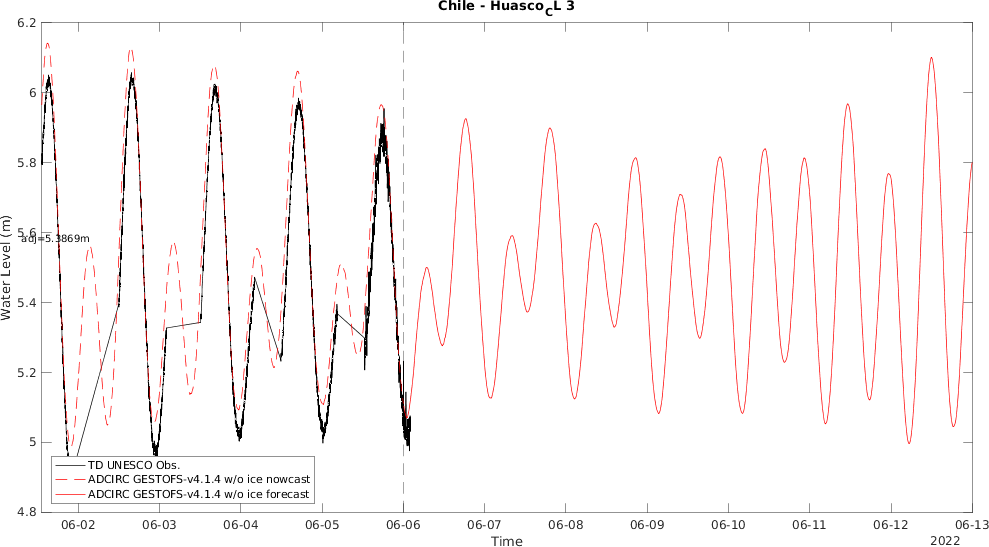 Chile - Huasco_CL 3
6.2
6
5.8
5.6
5.4
5.2
5
4.8
Water Level (m)
adj=5.3869m
TD UNESCO Obs.
ADCIRC GESTOFS-v4.1.4 w/o ice nowcast
ADCIRC GESTOFS-v4.1.4 w/o ice forecast
06-02 06-03 06-04 06-05 06-06 06-07 06-08 06-09 06-10 06-11 06-12 06-13
Time
2022